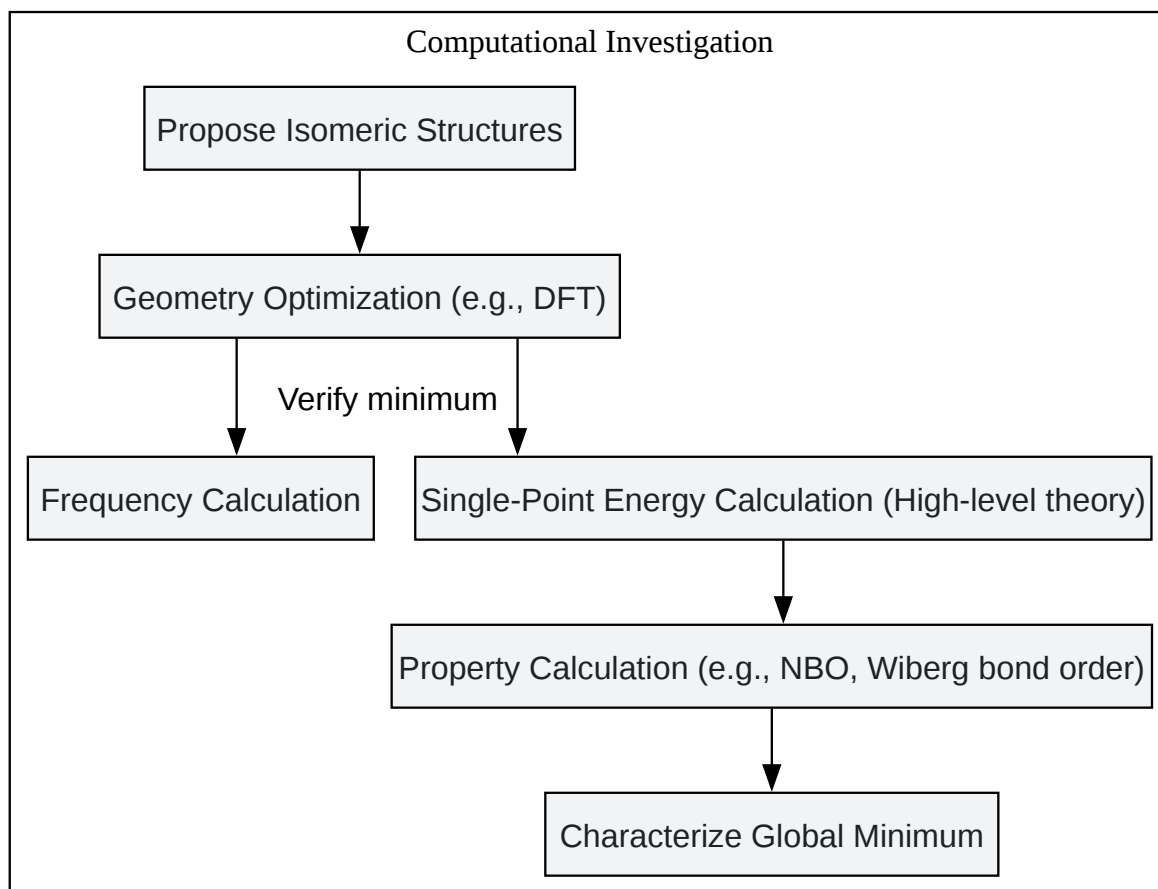 Computational Investigation
Propose Isomeric Structures
Geometry Optimization (e.g., DFT)
Verify minimum
Frequency Calculation
Single-Point Energy Calculation (High-level theory)
Property Calculation (e.g., NBO, Wiberg bond order)
Characterize Global Minimum